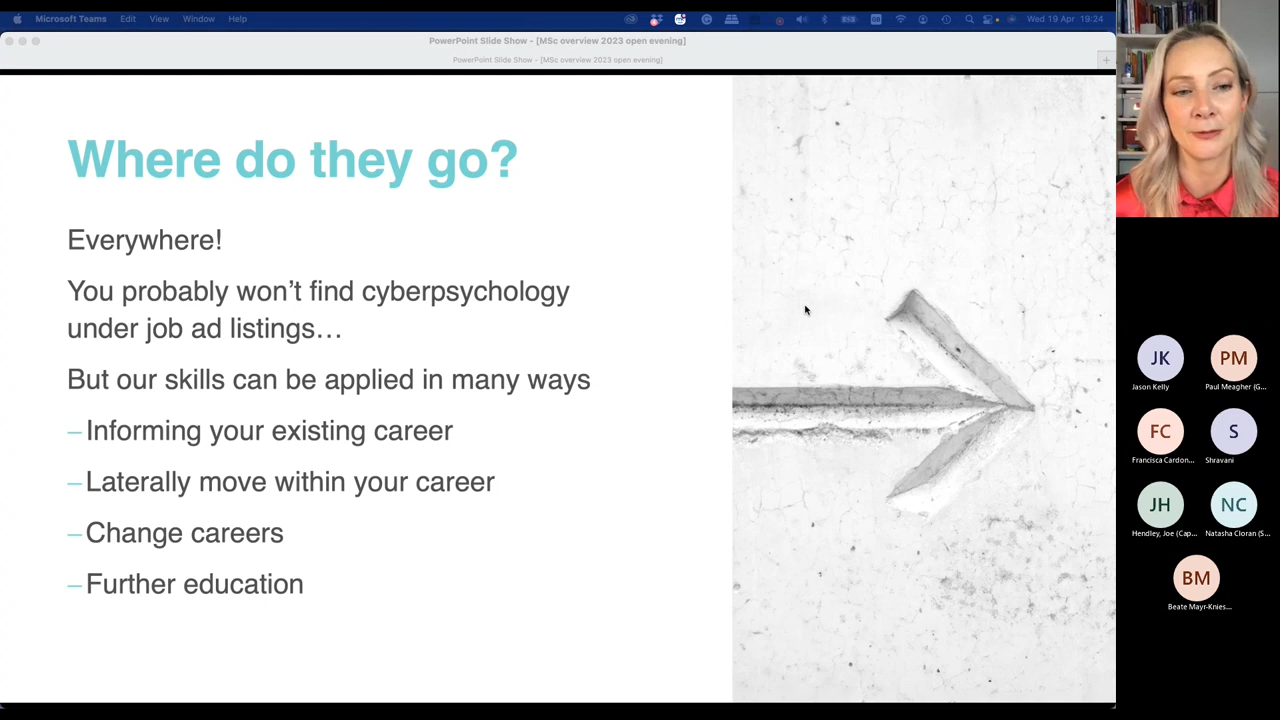 Microsoft Teams Edit View Window Help
Wed 19 Apr 19:24
PowerPoint Slide Show - [MSc overview 2023 open evening]
PowerPoint Slide Show - [MSc overview 2023 open evening]
Where do they go?
Everywhere!
You probably won't find cyberpsychology
under job ad listings…
But our skills can be applied in many ways
– Informing your existing career
– Laterally move within your career
– Change careers
– Further education
JK PM
Jason Kelly Paul Meagher (G...
FC S
Francisca Cardon... Shravani
JH NC
Hendley, Joe (Cap... Natasha Cloran (S...
BM
Beate Mayr-Knies...